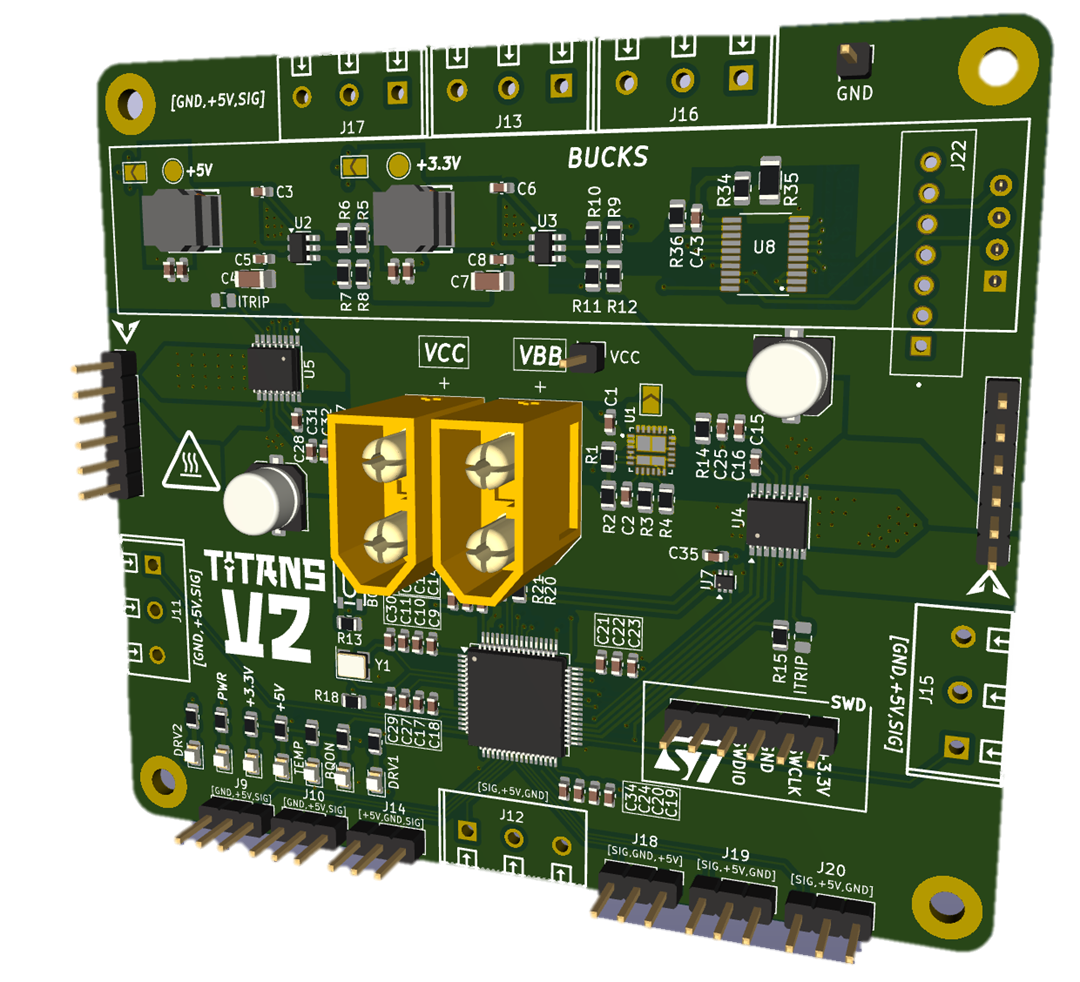 [GND,+5V,SIG]
J17
J13
J16
GND
BUCKS
J22
+5V
+3.3V
C3
C6
R34
R35
U2
R6
R5
U3
R10
R9
R36
C43
U8
C5
C4
C8
C7
ITRIP
R7
R8
R11
R12
VCC
VBB
VCC
+
+
U5
C31
C28
C1
U1
R1
R14
C25
C16
C15
R2
C2
R3
R4
U4
C35
U7
TITANS
V2
J11
[GND,+5V,SIG]
R13
C30
C11
C10
C9
R21
R20
Y1
C21
C22
C23
R15
ITRIP
R18
C29
C27
C17
C18
[GND,+5V,SIG]
J15
SWD
ST
SWDIO
GND
SWCLK
+3.3V
DRV2
PWR
+3.3V
+5V
TEMP
BOON
DRV1
J9
[GND,+5V,SIG]
J10
[GND,+5V,SIG]
J14
[+5V,GND,SIG]
[SIG,+5V,GND]
J12
C34
C24
C20
C19
J18
[SIG,GND,+5V]
J19
[SIG,+5V,GND]
J20
[SIG,+5V,GND]